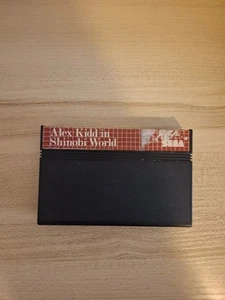 Alex Kidd in
Shinobi World
SEGA